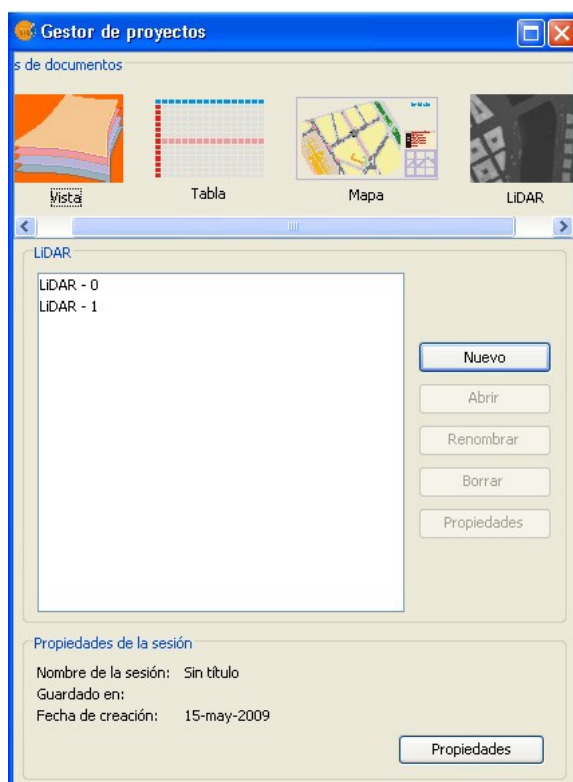 Gestor de proyectos
s de documentos
Vista
Tabla
Mapa
LiDAR
LiDAR
LiDAR - 0
LiDAR - 1
Nuevo
Abrir
Renombrar
Borrar
Propiedades
Propiedades de la sesión
Nombre de la sesión: Sin título
Guardado en:
Fecha de creación: 15-may-2009
Propiedades